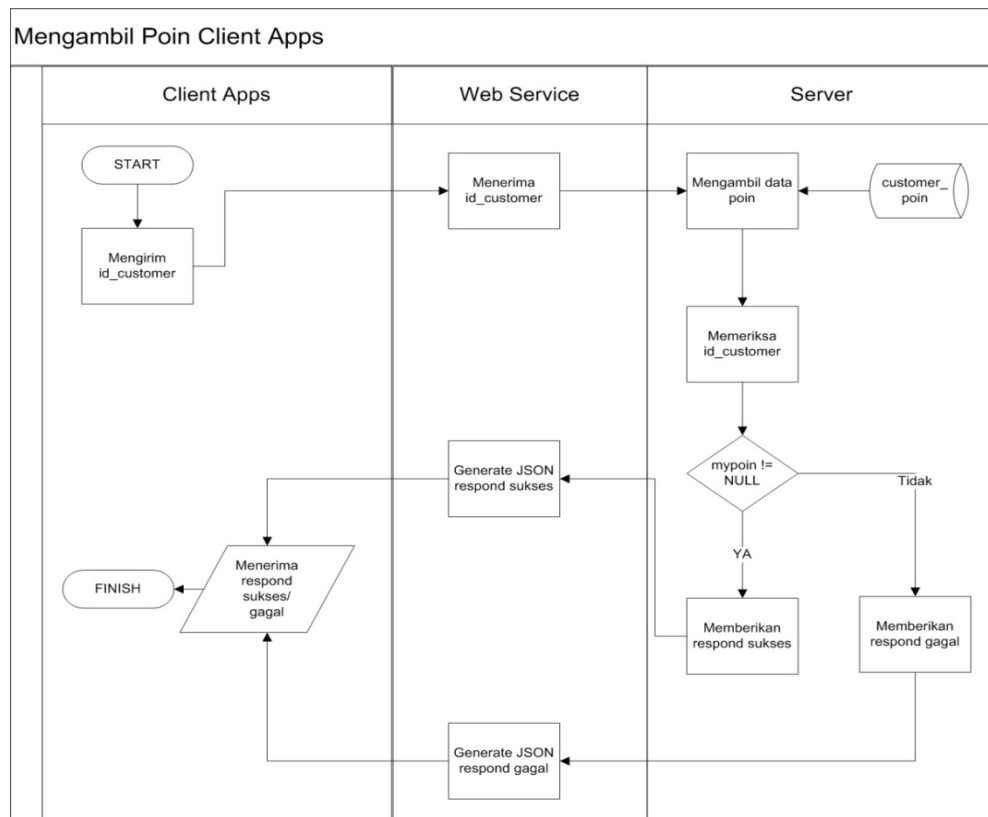 Mengambil Poin Client Apps
Client Apps
Web Service
Server
START
Mengirim
id_customer
Menerima
id_customer
Mengambil data
poin
customer_
poin
Memeriksa
id_customer
mypoin !=
NULL
Tidak
YA
Generate JSON
respond sukses
Menerima
respond
sukses/
gagal
FINISH
Memberikan
respond sukses
Memberikan
respond gagal
Generate JSON
respond gagal